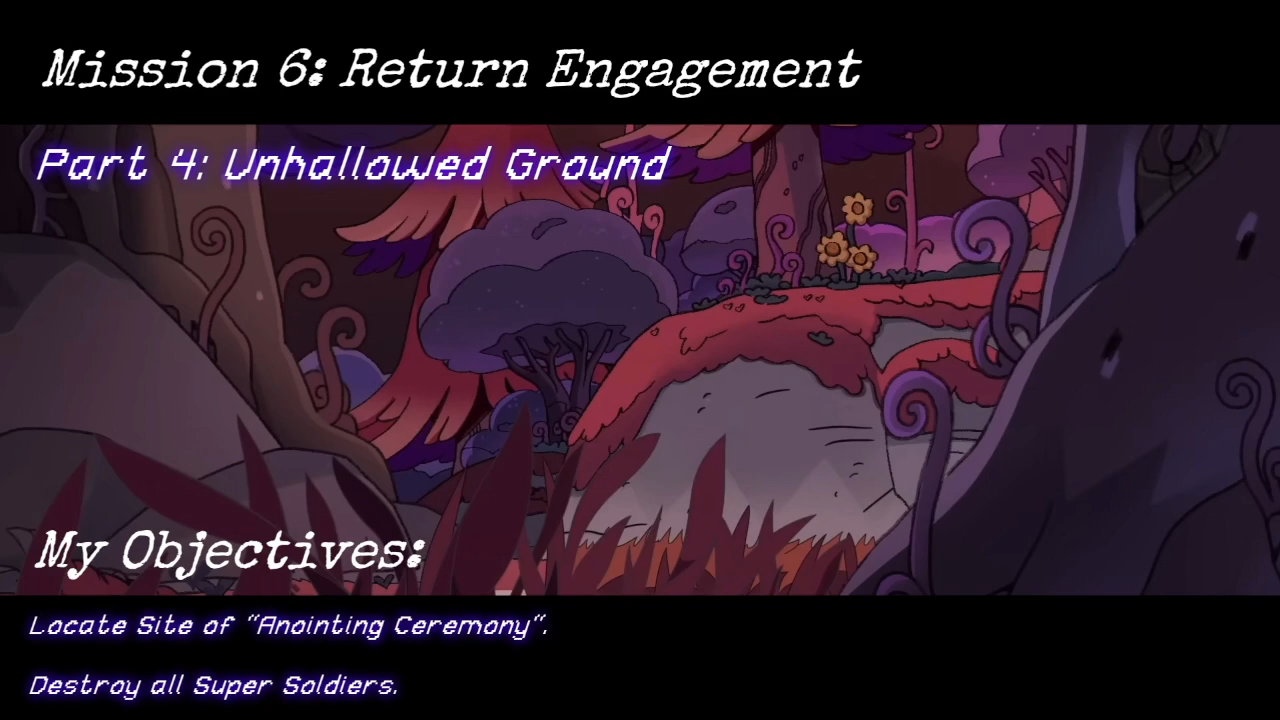 Mission 6: Return Engagement
Part 4: Unhallowed Ground
My Objectives:
Locate Site of "Anointing Ceremony".
Destroy all Super Soldiers.